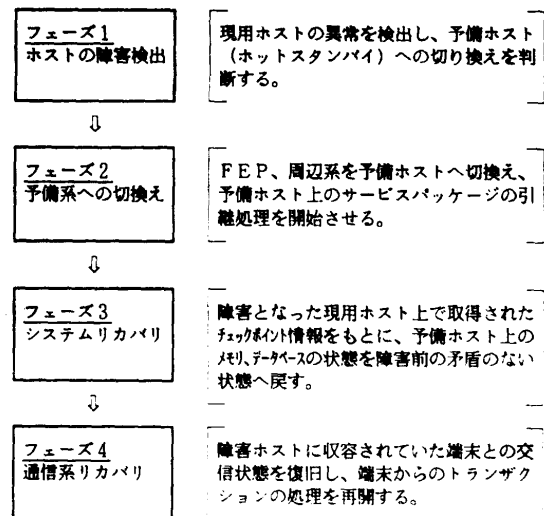 フェーズ1
ホストの障害検出
現用ホストの異常を検出し、予備ホスト
(ホットスタンバイ)への切り換えを判
断する。
⇩
フェーズ2
予備系への切換え
FEP、周辺系を予備ホストへ切換え、
予備ホスト上のサービスパッケージの引
継処理を開始させる。
⇩
フェーズ3
システムリカバリ
障害となった現用ホスト上で取得された
チェックポイント情報をもとに、予備ホスト上の
メモリ、データベースの状態を障害前の矛盾のない
状態へ戻す。
⇩
フェーズ4
通信系リカバリ
障害ホストに収容されていた端末との交
信状態を復旧し、端末からのトランザク
ションの処理を再開する。